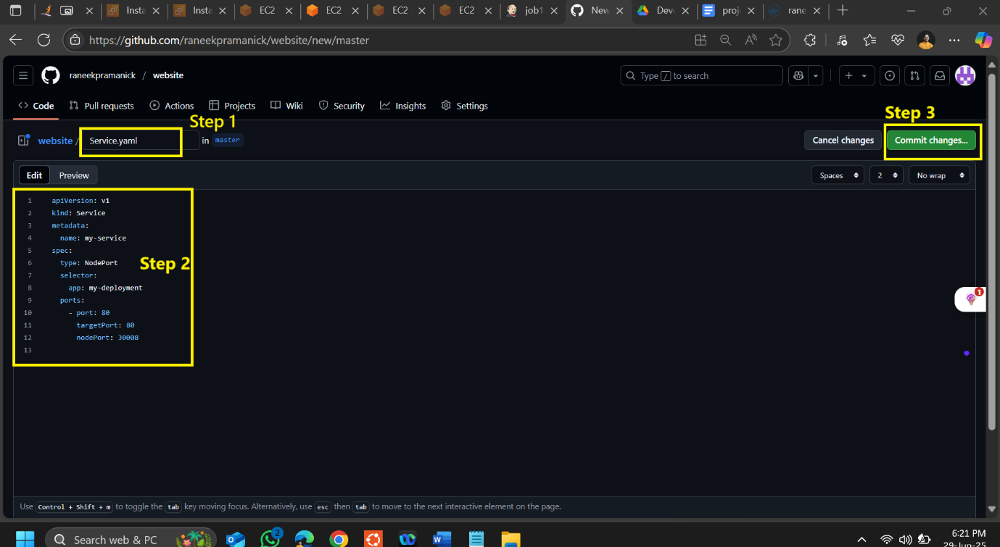 Insta
Insta
EC2
EC2
EC2
EC2
job1
New
Deve
proj
rane
https://github.com/raneekpramanick/website/new/master
raneekpramanick / website
Type / to search
Code
Pull requests
Actions
Projects
Wiki
Security
Insights
Settings
Step 1
Step 3
website / Service.yaml in master
Cancel changes
Commit changes...
Edit
Preview
Spaces
2
No wrap
1 apiVersion: v1
2 kind: Service
3 metadata:
4 name: my-service
5 spec:
6 type: NodePort
Step 2
7 selector:
8 app: my-deployment
9 ports:
10 - port: 80
11 targetPort: 80
12 nodePort: 30008
13
1
Use Control + Shift + m to toggle the tab key moving focus. Alternatively, use esc then tab to move to the next interactive element on the page.
Search web & PC
2
6:21 PM
29-Jun-25